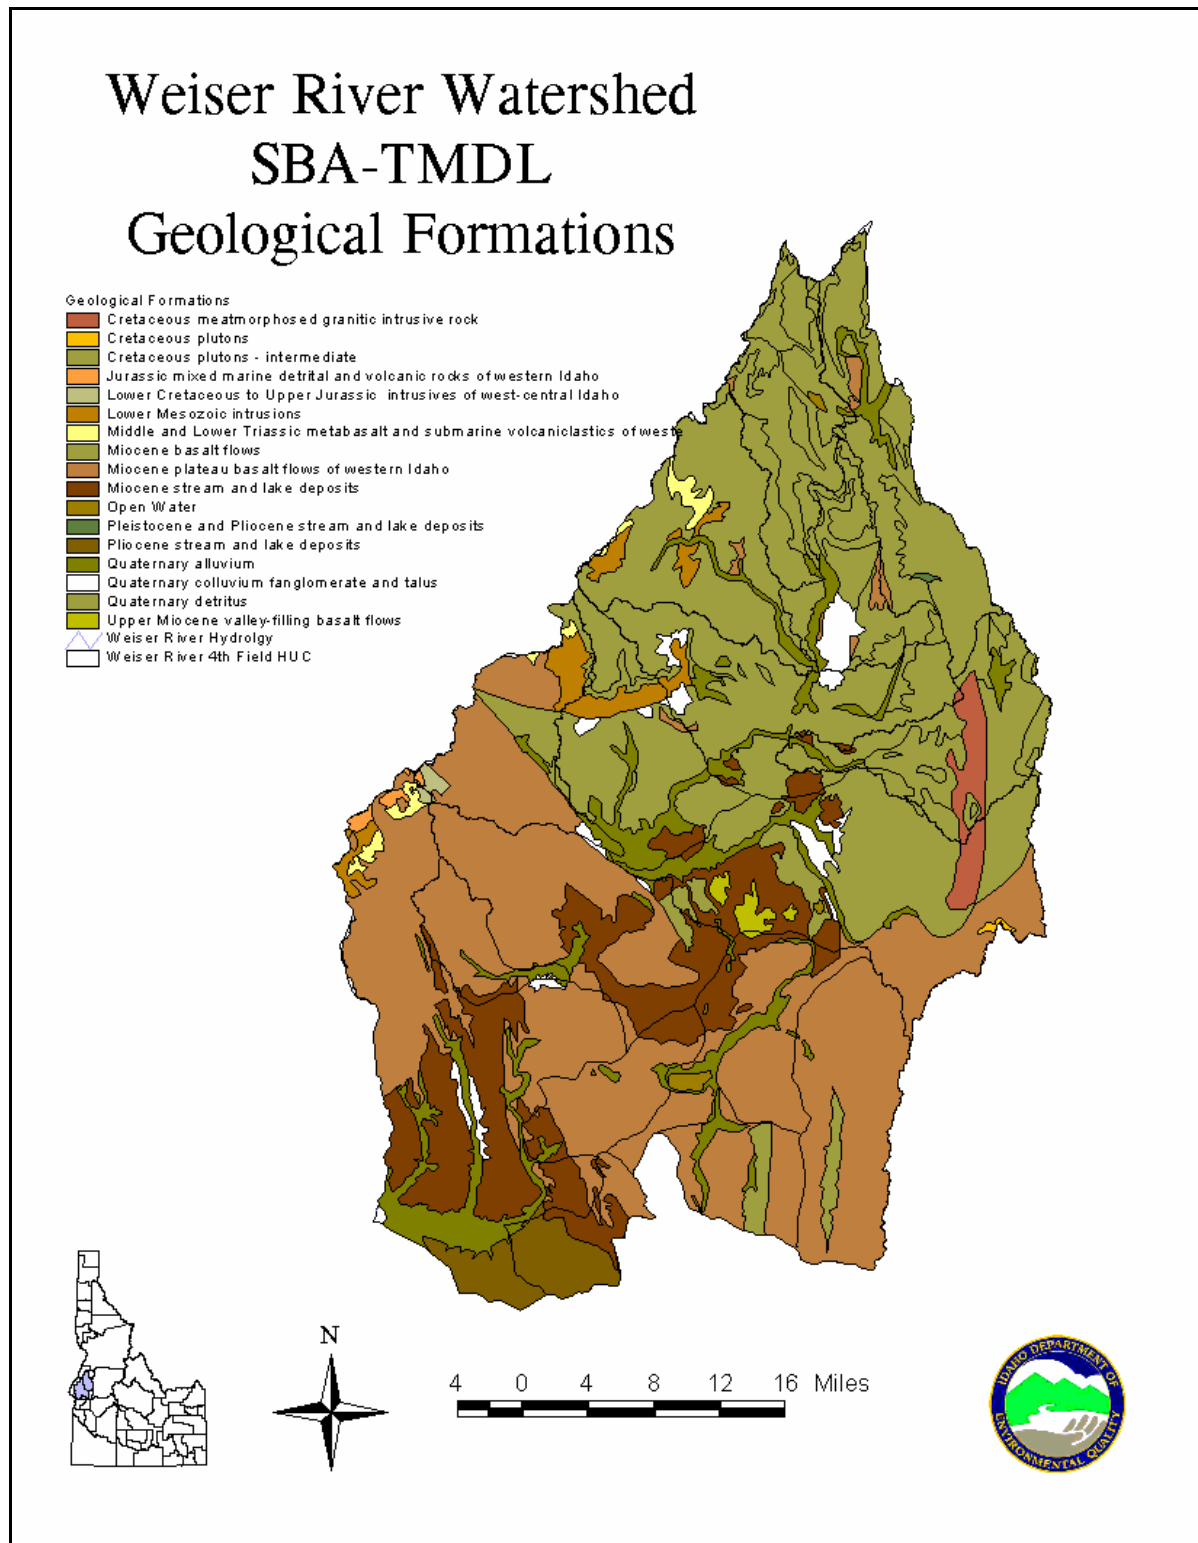 Weiser River Watershed
SBA-TMDL
Geological Formations
Geological Formations
Cretaceous meatmorphosed granitic intrusive rock
Cretaceous plutons
Cretaceous plutons - intermediate
Jurassic mixed marine detrital and volcanic rocks of western Idaho
Lower Cretaceous to Upper Jurassic intrusives of west-central Idaho
Lower Mesozoic intrusions
Middle and Lower Triassic metabasalt and submarine volcaniclastics of weste
Miocene basalt flows
Miocene plateau basalt flows of western Idaho
Miocene stream and lake deposits
Open Water
Pleistocene and Pliocene stream and lake deposits
Pliocene stream and lake deposits
Quaternary alluvium
Quaternary colluvium fanglomerate and talus
Quaternary detritus
Upper Miocene valley-filling basalt flows
Weiser River Hydrolgy
Weiser River 4th Field HUC
N
4 0 4 8 12 16 Miles
IDAHO DEPARTMENT OF
ENVIRONMENTAL QUALITY